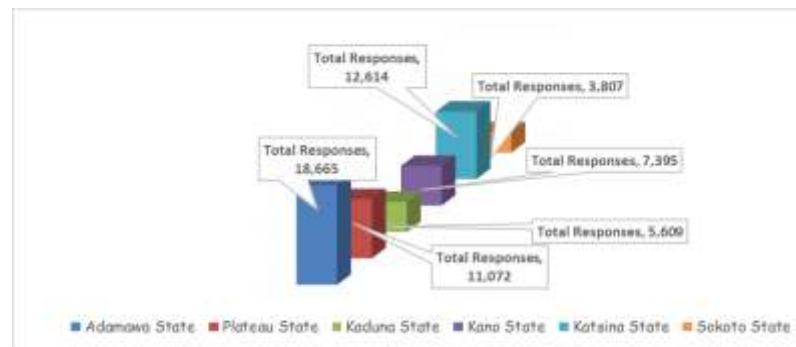 Total Responses,
12,614
Total Responses, 3,807
Total Responses,
18,665
Total Responses, 7,395
Total Responses, 5,609
Total Responses,
11,072
Adamawa State Plateau State Kaduna State Kano State Katsina State Sokoto State